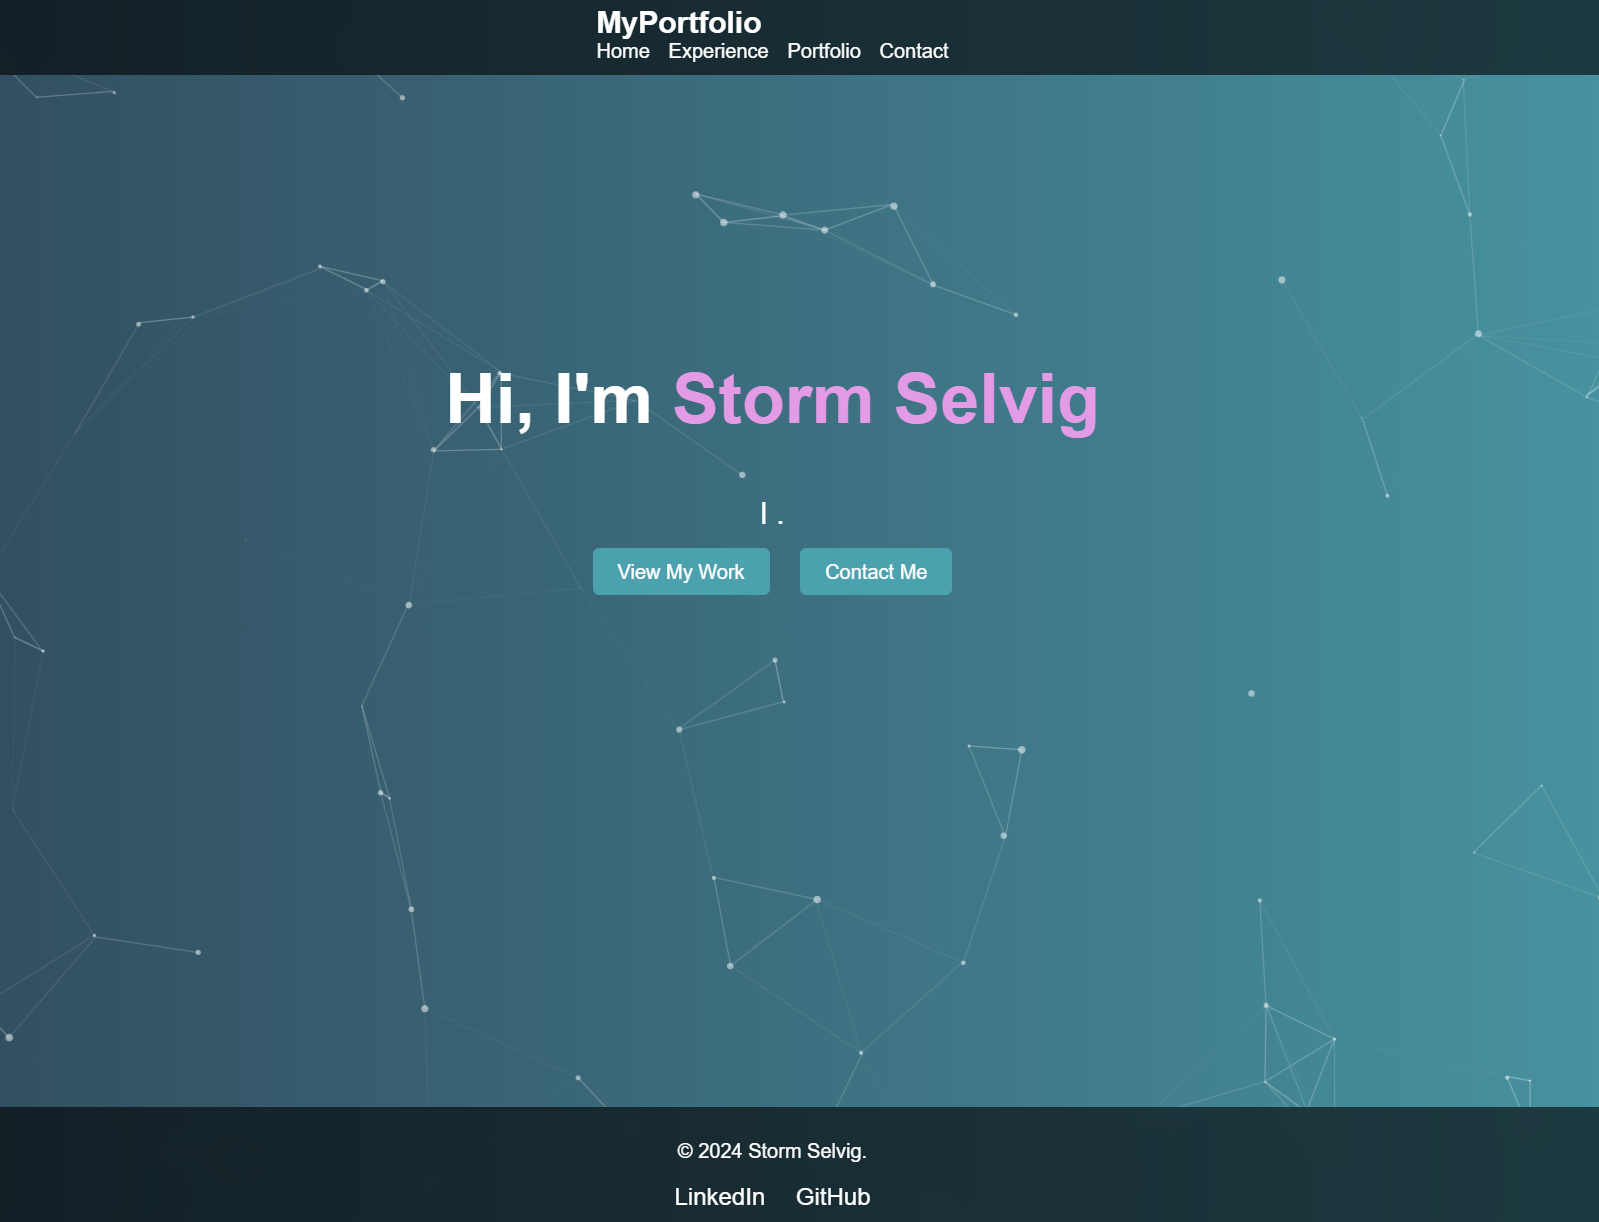 MyPortfolio
Home Experience Portfolio Contact
Hi, I'm Storm Selvig
I .
View My Work Contact Me
© 2024 Storm Selvig.
LinkedIn GitHub